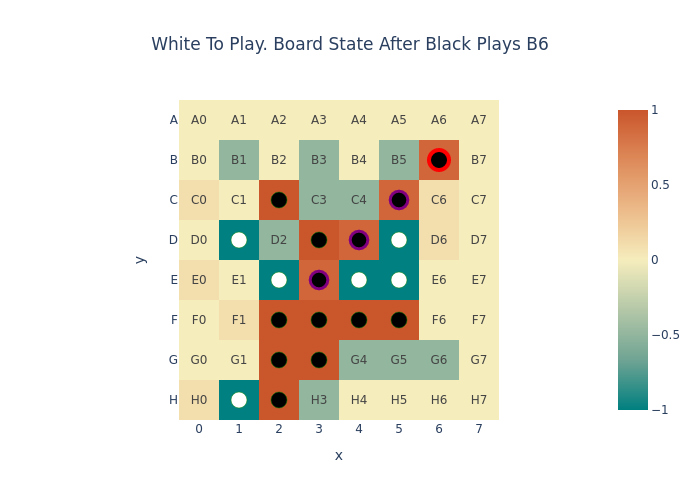 White To Play. Board State After Black Plays B6
A A0 A1 A2 A3 A4 A5 A6 A7
B B0 B1 B2 B3 B4 B5 B7
C C0 C1 C3 C4 C6 C7
D D0 D2 D6 D7
E E0 E1 E6 E7
F F0 F1 F6 F7
G G0 G1 G4 G5 G6 G7
H H0 H3 H4 H5 H6 H7
0 1 2 3 4 5 6 7
x
y
1
0.5
0
−0.5
−1